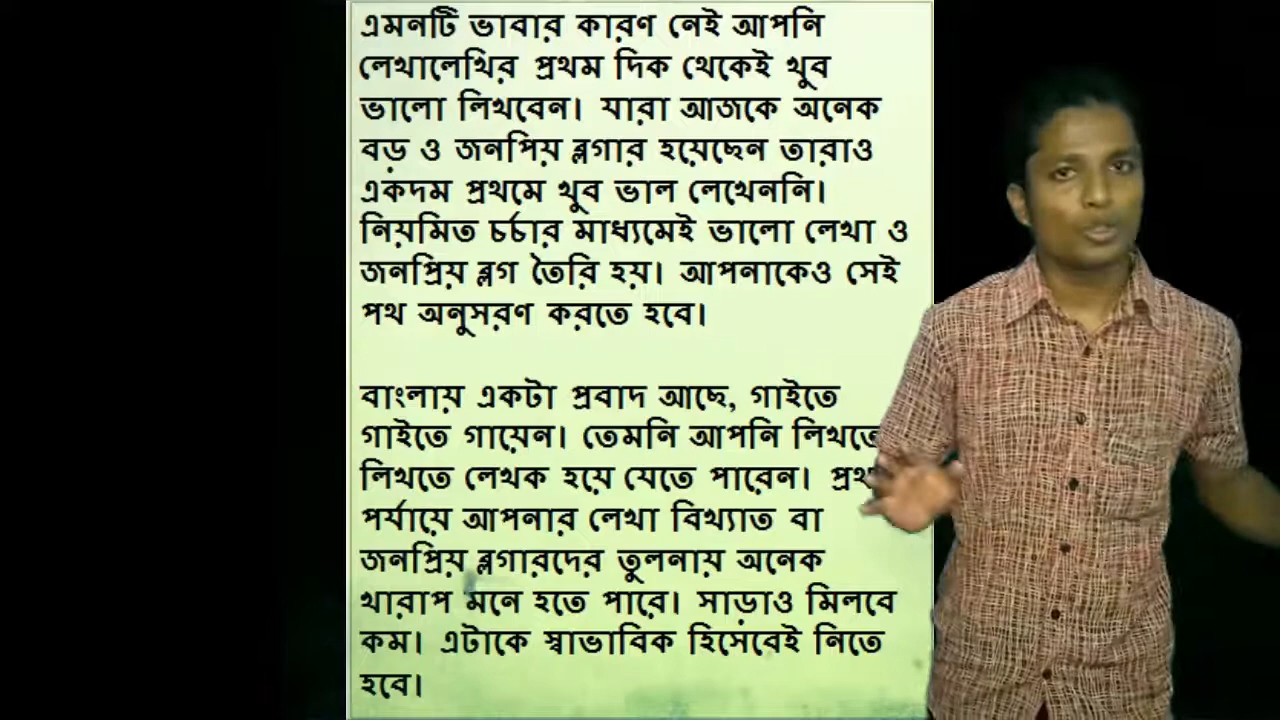 এমনটি ভাবার কারণ নেই আপনি
লেখালেখির প্রথম দিক থেকেই খুব
ভালো লিখবেন। যারা আজকে অনেক
বড় ও জনপিয় ব্লগার হয়েছেন তারাও
একদম প্রথমে খুব ভাল লেখেননি।
নিয়মিত চর্চার মাধ্যমেই ভালো লেখা ও
জনপ্রিয় ব্লগ তৈরি হয়। আপনাকেও সেই
পথ অনুসরণ করতে হবে।
বাংলায় একটা প্রবাদ আছে, গাইতে
গাইতে গায়েন। তেমনি আপনি লিখতে
লিখতে লেখক হয়ে যেতে পারেন।
পর্যায়ে আপনার লেখা বিখ্যাত বা
জনপ্রিয় ব্লগারদের তুলনায় অনেক
খারাপ মনে হতে পারে। সাড়াও মিলবে
কম। এটাকে স্বাভাবিক হিসেবেই নিতে
হবে।